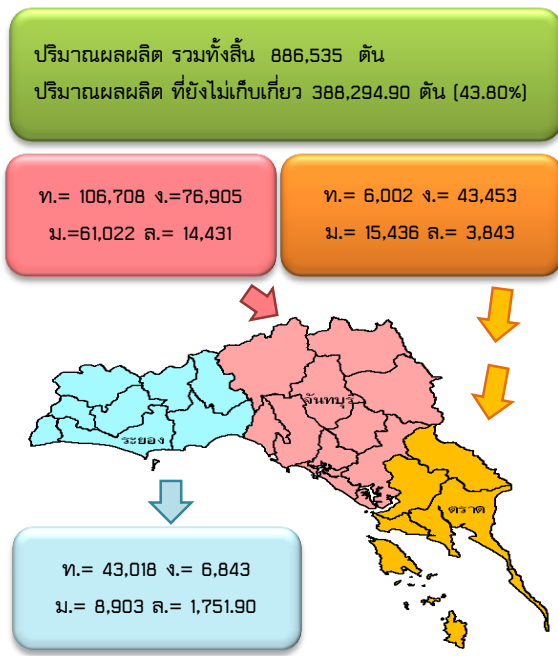 ปริมาณผลผลิต รวมทั้งสิ้น 886,535 ตัน
ปริมาณผลผลิต ที่ยังไม่เก็บเกี่ยว 388,294.90 ตัน (43.80%)
ท.= 106,708 ง.=76,905
ม.=61,022 ล.= 14,431
ท.= 6,002 ง.= 43,453
ม.= 15,436 ล.= 3,843
จันทบุรี
ระยอง
ตราด
ท.= 43,018 ง.= 6,843
ม.= 8,903 ล.= 1,751.90